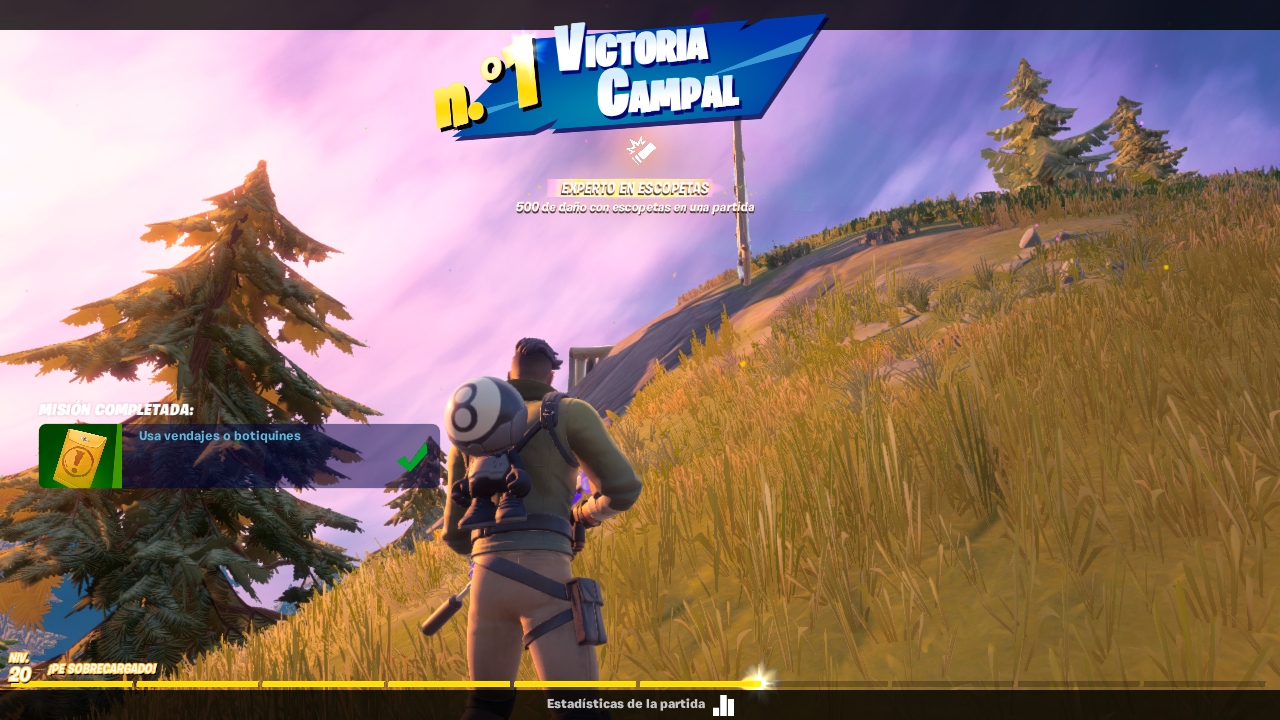 n.º1 VICTORIA
CAMPAL
EXPERTO EN ESCOPETAS
500 de daño con escopetas en una partida
MISIÓN COMPLETADA:
Usa vendajes o botiquines
8
NIV.
20 ¡PE SOBRECARGADO!
Estadísticas de la partida